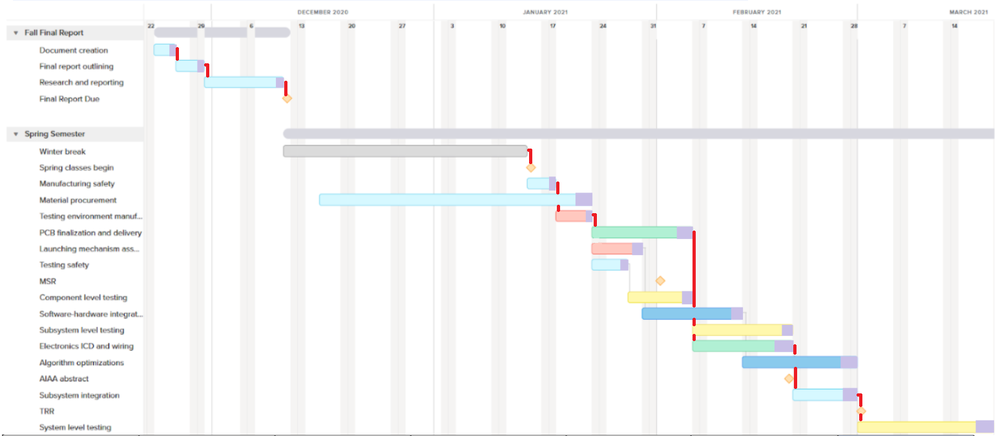 DECEMBER 2020 JANUARY 2021 FEBRUARY 2021 MARCH 2021
22 29 6 13 20 27 3 10 17 24 31 7 14 21 28 7 14
Fall Final Report
Document creation
Final report outlining
Research and reporting
Final Report Due
Spring Semester
Winter break
Spring classes begin
Manufacturing safety
Material procurement
Testing environment manuf...
PCB finalization and delivery
Launching mechanism ass...
Testing safety
MSR
Component level testing
Software-hardware integrat...
Subsystem level testing
Electronics ICD and wiring
Algorithm optimizations
AIAA abstract
Subsystem integration
TRR
System level testing